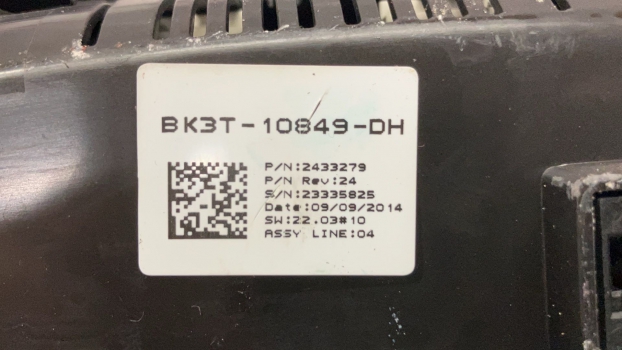 BK3T-10849-DH
P/N:2433279
P/N Rev:24
S/N:23335825
Date:09/09/2014
SW:22.03#10
ASSY LINE:04